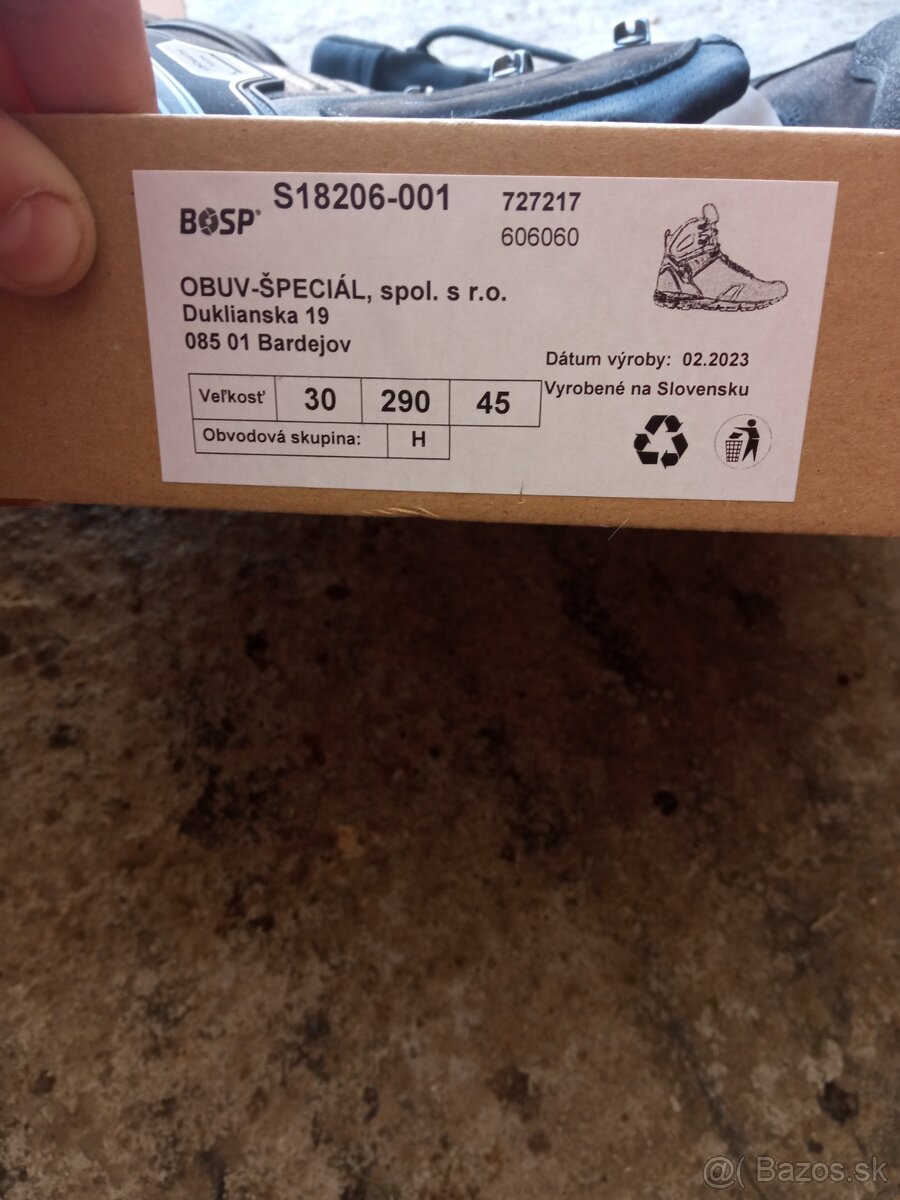 BOSP®
S18206-001
727217
606060
OBUV-ŠPECIÁL, spol. s r.o.
Duklianska 19
085 01 Bardejov
Dátum výroby: 02.2023
Vyrobené na Slovensku
Veľkosť 30 290 45
Obvodová skupina: H
@( Bazos.sk